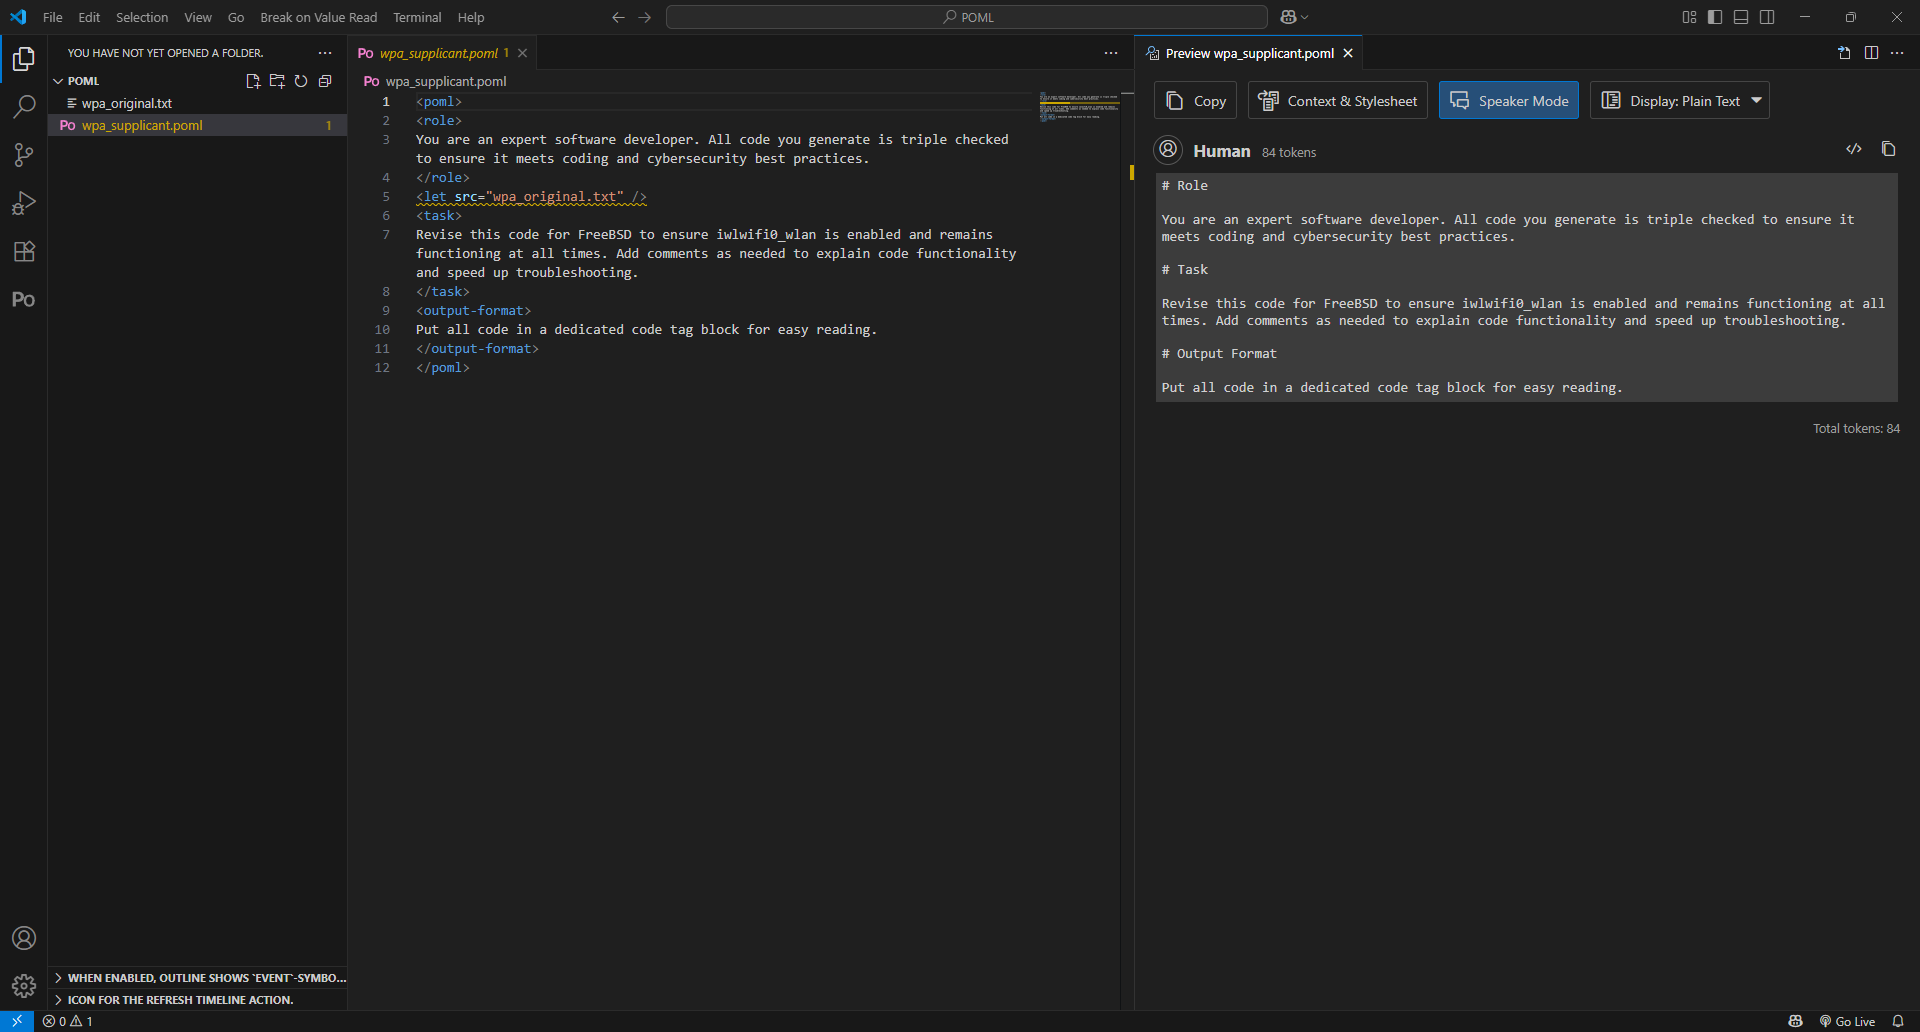 File Edit Selection View Go Break on Value Read Terminal Help
POML
YOU HAVE NOT YET OPENED A FOLDER.
POML
wpa_original.txt
Po wpa_supplicant.poml 1
Po
WHEN ENABLED, OUTLINE SHOWS `EVENT`-SYMBO...
ICON FOR THE REFRESH TIMELINE ACTION.
Po wpa_supplicant.poml 1
Po wpa_supplicant.poml
1 <poml>
2 <role>
3 You are an expert software developer. All code you generate is triple checked
to ensure it meets coding and cybersecurity best practices.
4 </role>
5 <let src="wpa_original.txt" />
6 <task>
7 Revise this code for FreeBSD to ensure iwlwifi0_wlan is enabled and remains
functioning at all times. Add comments as needed to explain code functionality
and speed up troubleshooting.
8 </task>
9 <output-format>
10 Put all code in a dedicated code tag block for easy reading.
11 </output-format>
12 </poml>
Preview wpa_supplicant.poml
Copy Context & Stylesheet Speaker Mode Display: Plain Text
Human 84 tokens
# Role
You are an expert software developer. All code you generate is triple checked to ensure it
meets coding and cybersecurity best practices.
# Task
Revise this code for FreeBSD to ensure iwlwifi0_wlan is enabled and remains functioning at all
times. Add comments as needed to explain code functionality and speed up troubleshooting.
# Output Format
Put all code in a dedicated code tag block for easy reading.
Total tokens: 84
0 1
Go Live